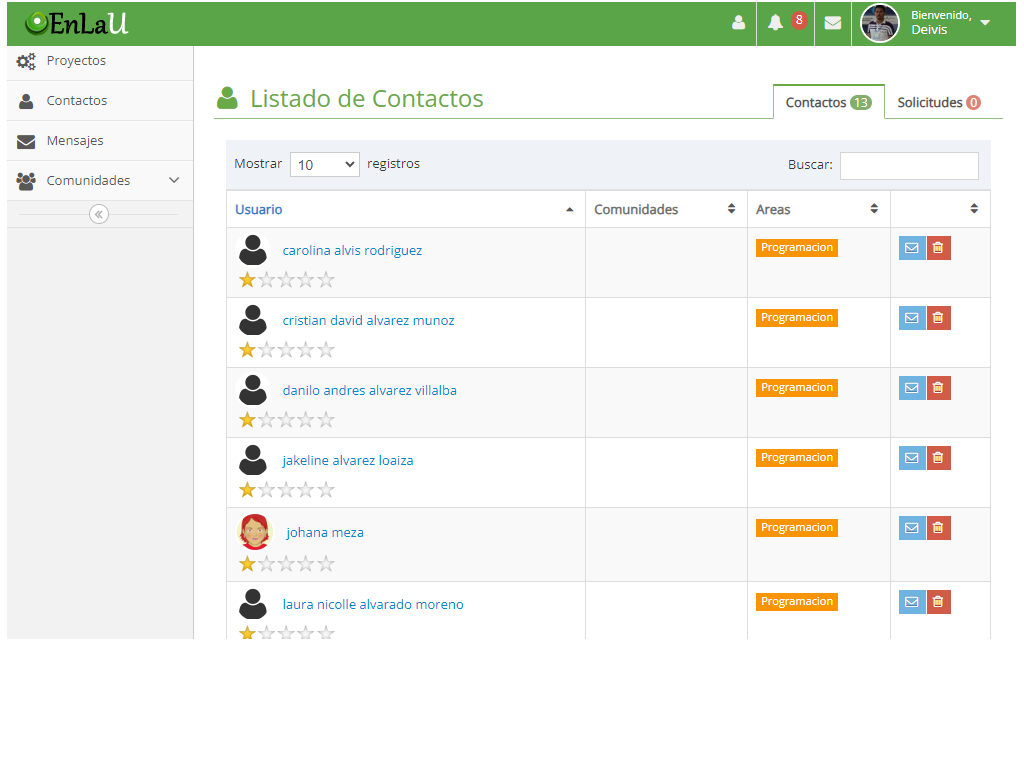 EnLaU
8
Bienvenido,
Deivis
Proyectos
Contactos
Mensajes
Comunidades
Listado de Contactos
Contactos 13
Solicitudes 0
Mostrar 10 registros
Buscar:
Usuario Comunidades Areas
carolina alvis rodriguez Programacion
cristian david alvarez munoz Programacion
danilo andres alvarez villalba Programacion
jakeline alvarez loaiza Programacion
johana meza Programacion
laura nicolle alvarado moreno Programacion